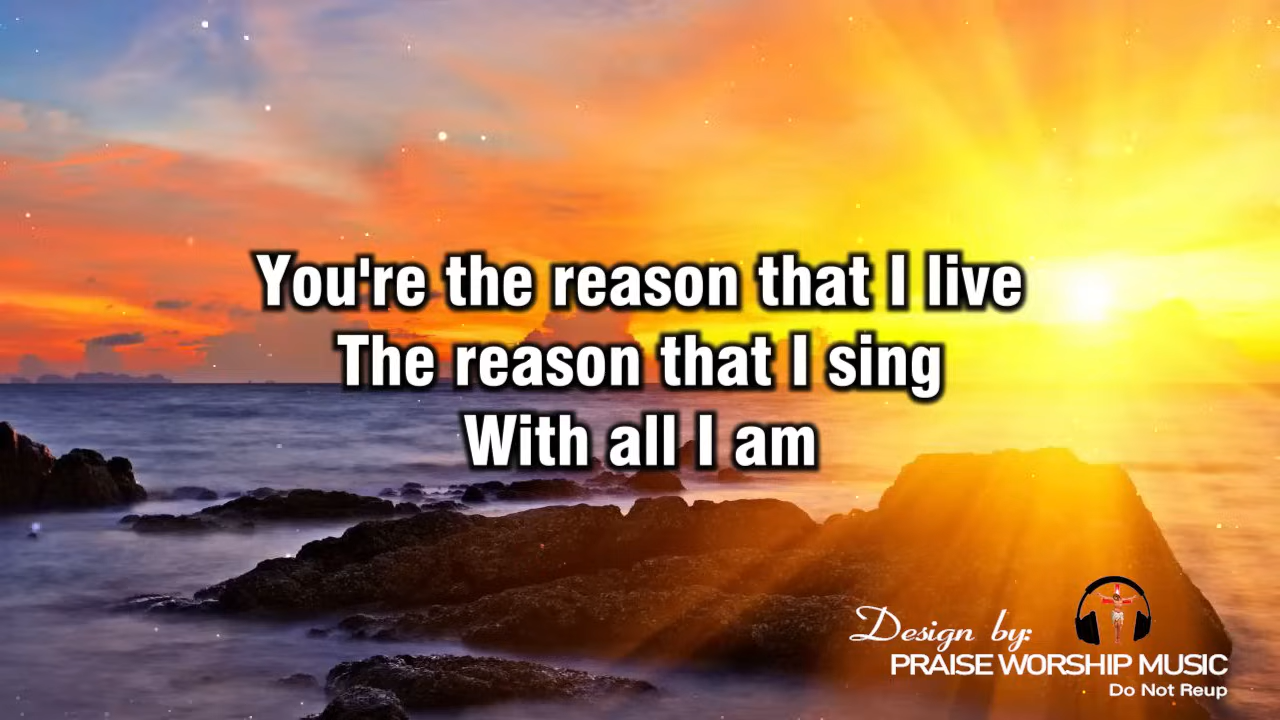 You're the reason that I live
The reason that I sing
With all I am
Design by:
PRAISE WORSHIP MUSIC
Do Not Reup